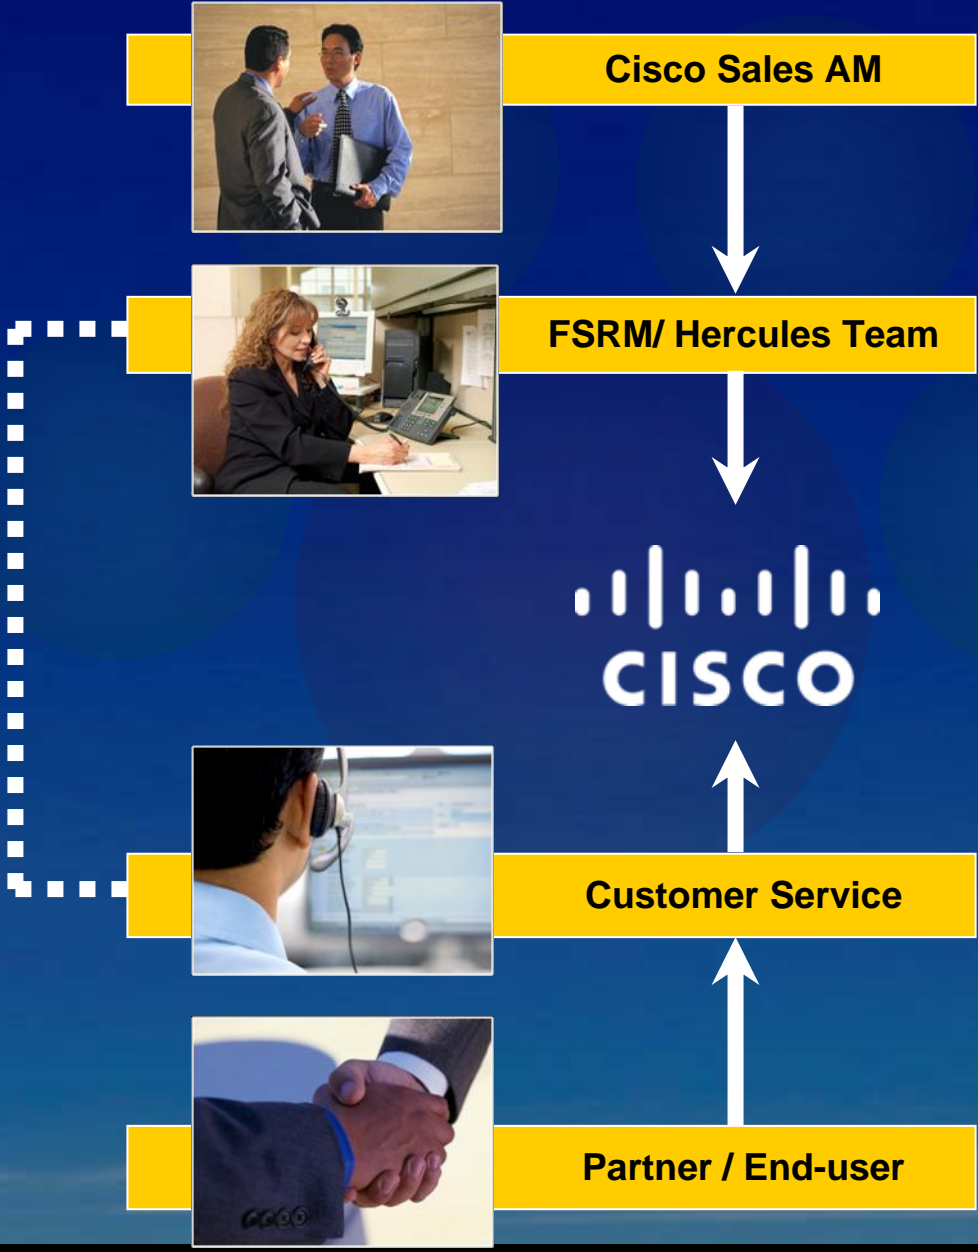 Cisco Sales AM
FSRM/ Hercules Team
CISCO
Customer Service
Partner / End-user